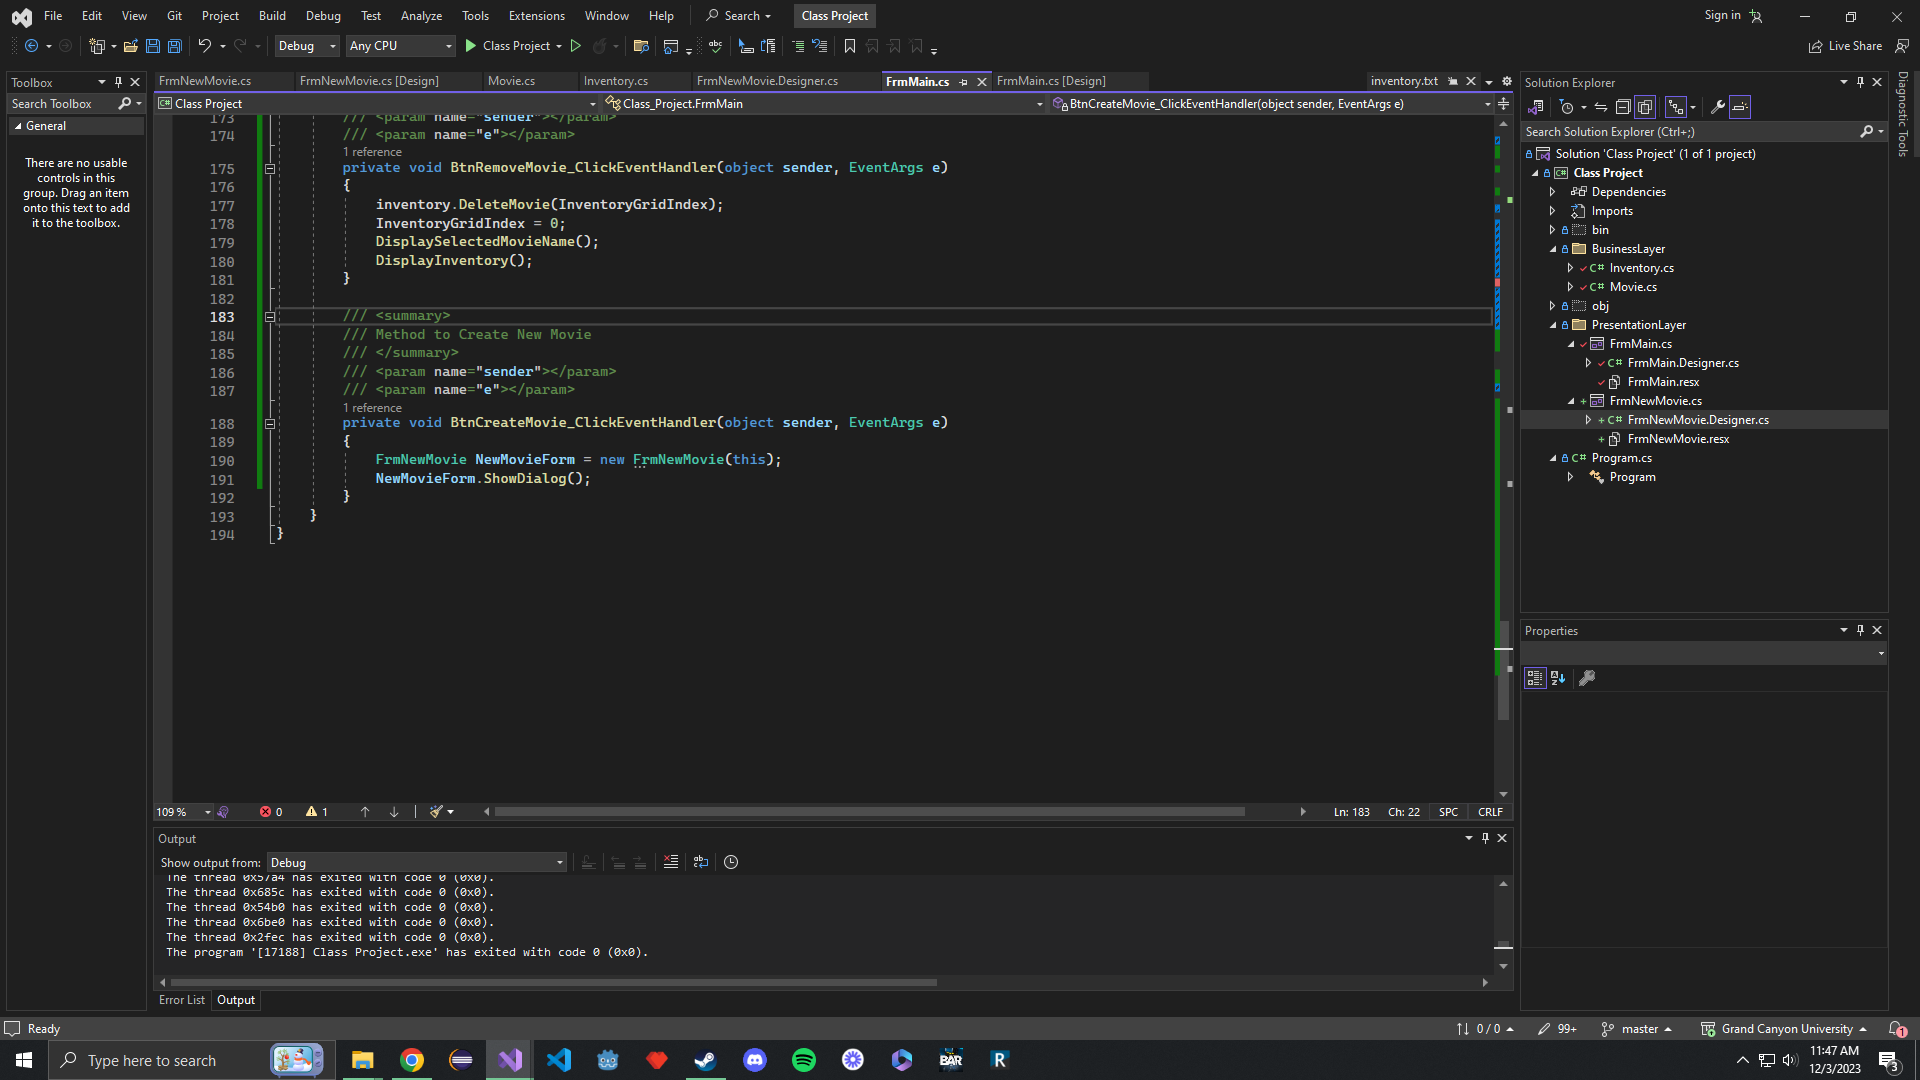 File Edit View Git Project Build Debug Test Analyze Tools Extensions Window Help Search Class Project Sign in
Debug Any CPU Class Project Live Share
Toolbox
Search Toolbox
General
There are no usable
controls in this
group. Drag an item
onto this text to add
it to the toolbox.
FrmNewMovie.cs FrmNewMovie.cs [Design] Movie.cs Inventory.cs FrmNewMovie.Designer.cs FrmMain.cs FrmMain.cs [Design] inventory.txt
Class Project Class_Project.FrmMain BtnCreateMovie_ClickEventHandler(object sender, EventArgs e)
173 /// <param name="sender"></param>
174 /// <param name="e"></param>
1 reference
175 private void BtnRemoveMovie_ClickEventHandler(object sender, EventArgs e)
176 {
177 inventory.DeleteMovie(InventoryGridIndex);
178 InventoryGridIndex = 0;
179 DisplaySelectedMovieName();
180 DisplayInventory();
181 }
182
183 /// <summary>
184 /// Method to Create New Movie
185 /// </summary>
186 /// <param name="sender"></param>
187 /// <param name="e"></param>
1 reference
188 private void BtnCreateMovie_ClickEventHandler(object sender, EventArgs e)
189 {
190 FrmNewMovie NewMovieForm = new FrmNewMovie(this);
191 NewMovieForm.ShowDialog();
192 }
193 }
194 }
109 % 0 1 Ln: 183 Ch: 22 SPC CRLF
Output
Show output from: Debug
The thread 0x57a4 has exited with code 0 (0x0).
The thread 0x685c has exited with code 0 (0x0).
The thread 0x54b0 has exited with code 0 (0x0).
The thread 0x6be0 has exited with code 0 (0x0).
The thread 0x2fec has exited with code 0 (0x0).
The program '[17188] Class Project.exe' has exited with code 0 (0x0).
Error List Output
Solution Explorer
Search Solution Explorer (Ctrl+;)
Solution 'Class Project' (1 of 1 project)
C# Class Project
Dependencies
Imports
bin
BusinessLayer
C# Inventory.cs
C# Movie.cs
obj
PresentationLayer
FrmMain.cs
C# FrmMain.Designer.cs
FrmMain.resx
FrmNewMovie.cs
C# FrmNewMovie.Designer.cs
FrmNewMovie.resx
C# Program.cs
Program
Properties
Diagnostic Tools
Ready 0 / 0 99+ master Grand Canyon University 1
Type here to search BAR R 11:47 AM
12/3/2023 3